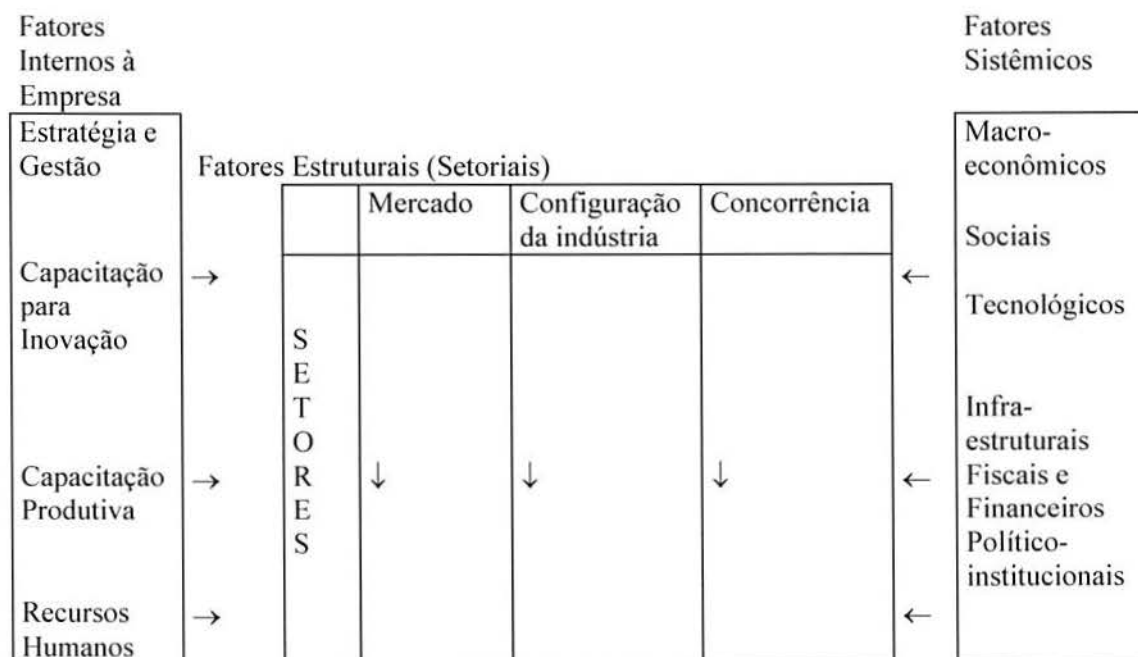 Fatores
Internos à
Empresa
Estratégia e
Gestão
Capacitação →
para
Inovação
Capacitação →
Produtiva
Recursos →
Humanos
Fatores Estruturais (Setoriais)
Mercado
Configuração
da indústria
Concorrência
S
E
T
O
R
E
S
↓ ↓ ↓
Fatores
Sistêmicos
Macro-
econômicos
Sociais
←
Tecnológicos
Infra-
estruturais
← Fiscais e
Financeiros
Político-
institucionais
←